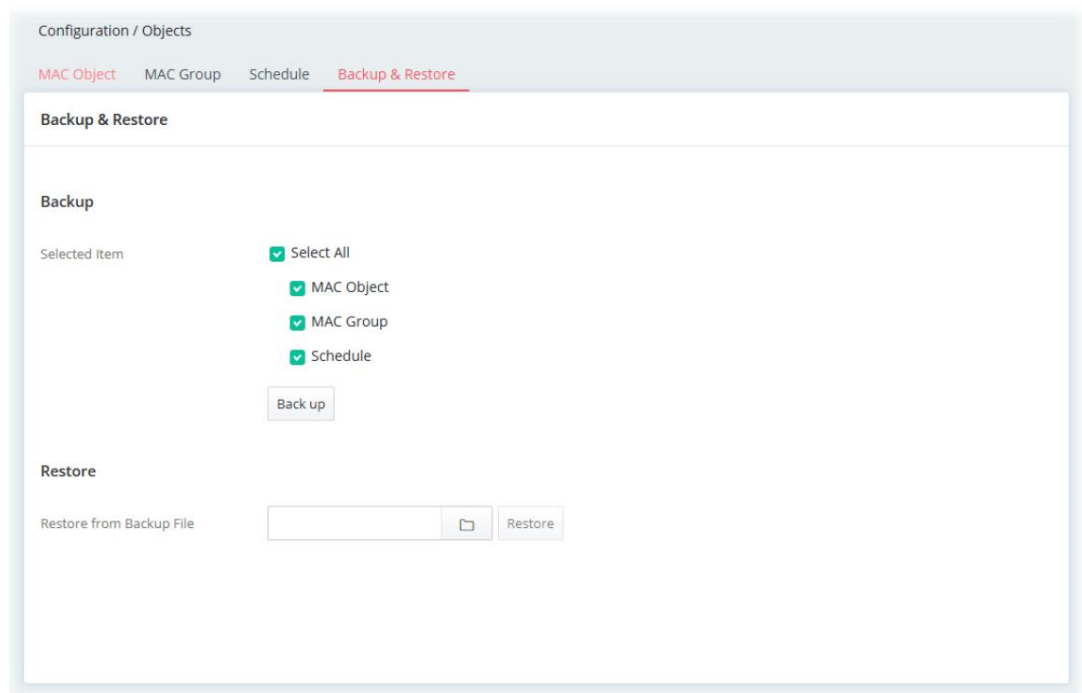 Configuration / Objects
MAC Object MAC Group Schedule Backup & Restore
Backup & Restore
Backup
Selected Item
Select All
MAC Object
MAC Group
Schedule
Back up
Restore
Restore from Backup File Restore